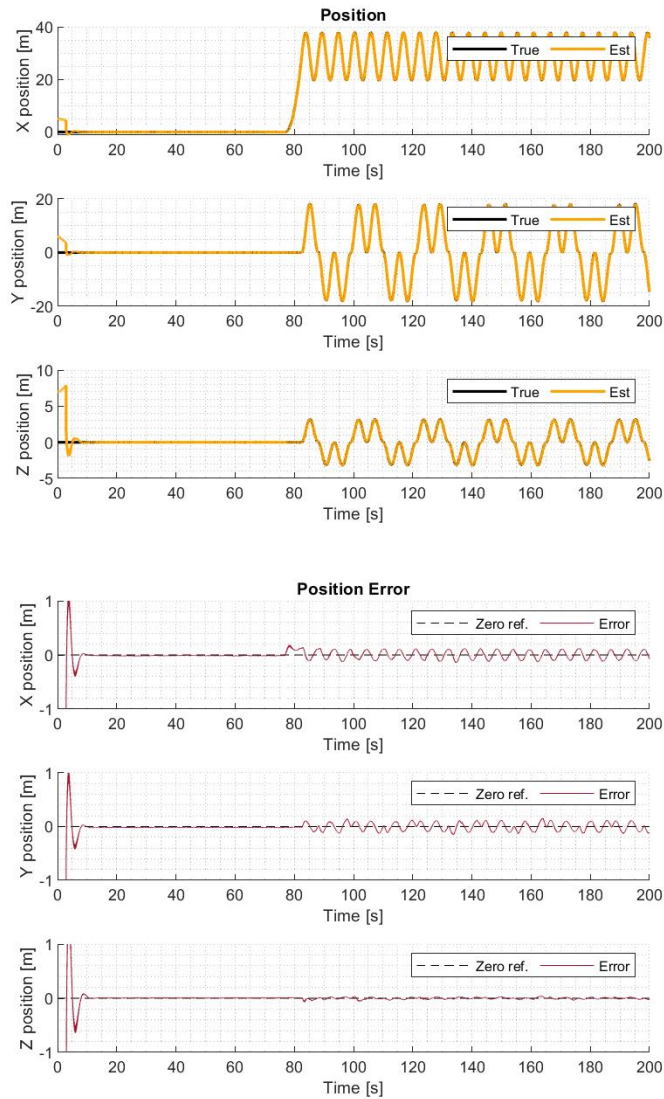 Position
X position [m]
40
20
0
True Est
0 20 40 60 80 100 120 140 160 180 200
Time [s]
Y position [m]
20
0
-20
True Est
0 20 40 60 80 100 120 140 160 180 200
Time [s]
Z position [m]
10
5
0
-5
True Est
0 20 40 60 80 100 120 140 160 180 200
Time [s]
Position Error
X position [m]
1
0
-1
Zero ref. Error
0 20 40 60 80 100 120 140 160 180 200
Time [s]
Y position [m]
1
0
-1
Zero ref. Error
0 20 40 60 80 100 120 140 160 180 200
Time [s]
Z position [m]
1
0
-1
Zero ref. Error
0 20 40 60 80 100 120 140 160 180 200
Time [s]